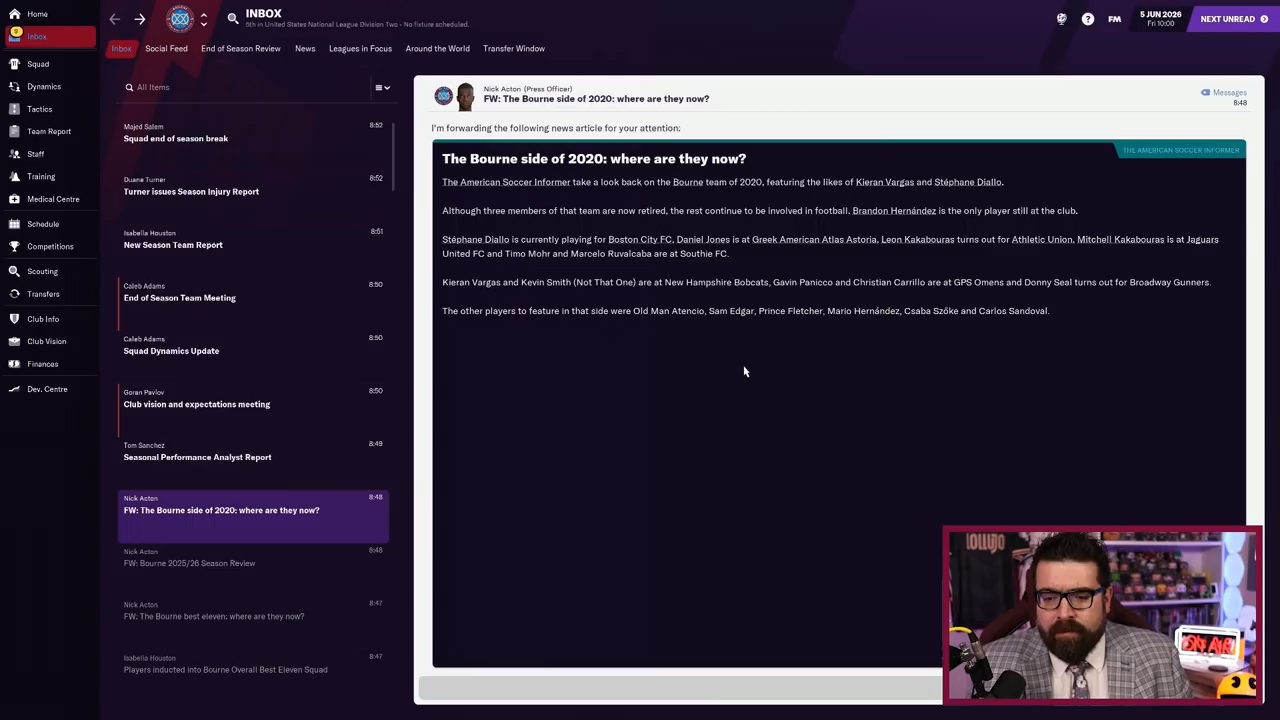 Home
Inbox
9
Squad
Dynamics
Tactics
Team Report
Staff
Training
Medical Centre
Schedule
Competitions
Scouting
Transfers
Club Info
Club Vision
Finances
Dev. Centre
INBOX
5th in United States National League Division Two - No fixture scheduled.
FM
5 JUN 2026
Fri 10:00
NEXT UNREAD
Inbox Social Feed End of Season Review News Leagues in Focus Around the World Transfer Window
All Items
Majed Salem 8:52
Squad end of season break
Duane Turner 8:52
Turner issues Season Injury Report
Isabella Houston 8:51
New Season Team Report
Caleb Adams 8:50
End of Season Team Meeting
Caleb Adams 8:50
Squad Dynamics Update
Goran Pavlov 8:50
Club vision and expectations meeting
Tom Sanchez 8:49
Seasonal Performance Analyst Report
Nick Acton 8:48
FW: The Bourne side of 2020: where are they now?
Nick Acton 8:48
FW: Bourne 2025/26 Season Review
Nick Acton 8:47
FW: The Bourne best eleven: where are they now?
Isabella Houston 8:47
Players inducted into Bourne Overall Best Eleven Squad
Nick Acton (Press Officer)
FW: The Bourne side of 2020: where are they now?
Messages
8:48
I'm forwarding the following news article for your attention:
THE AMERICAN SOCCER INFORMER
The Bourne side of 2020: where are they now?
The American Soccer Informer take a look back on the Bourne team of 2020, featuring the likes of Kieran Vargas and Stéphane Diallo.
Although three members of that team are now retired, the rest continue to be involved in football. Brandon Hernández is the only player still at the club.
Stéphane Diallo is currently playing for Boston City FC, Daniel Jones is at Greek American Atlas Astoria, Leon Kakabouras turns out for Athletic Union, Mitchell Kakabouras is at Jaguars
United FC and Timo Mohr and Marcelo Ruvalcaba are at Southie FC.
Kieran Vargas and Kevin Smith (Not That One) are at New Hampshire Bobcats, Gavin Panicco and Christian Carrillo are at GPS Omens and Donny Seal turns out for Broadway Gunners.
The other players to feature in that side were Old Man Atencio, Sam Edgar, Prince Fletcher, Mario Hernández, Csaba Szőke and Carlos Sandoval.
ON AIR